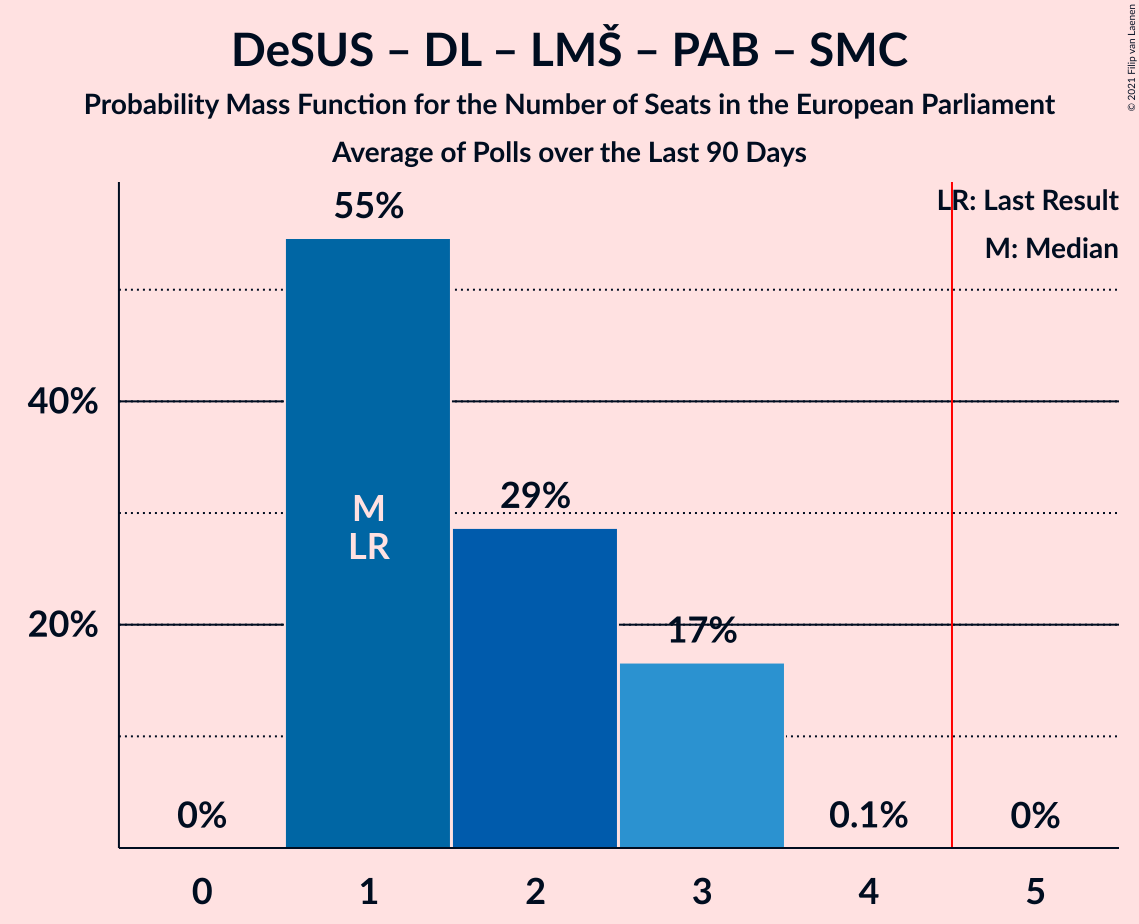 DeSUS – DL – LMŠ – PAB – SMC
Probability Mass Function for the Number of Seats in the European Parliament
Average of Polls over the Last 90 Days
© 2021 Filip van Laenen
LR: Last Result
M: Median
55%
40%
29%
M
LR
20%
17%
0%
0.1%
0%
0 1 2 3 4 5